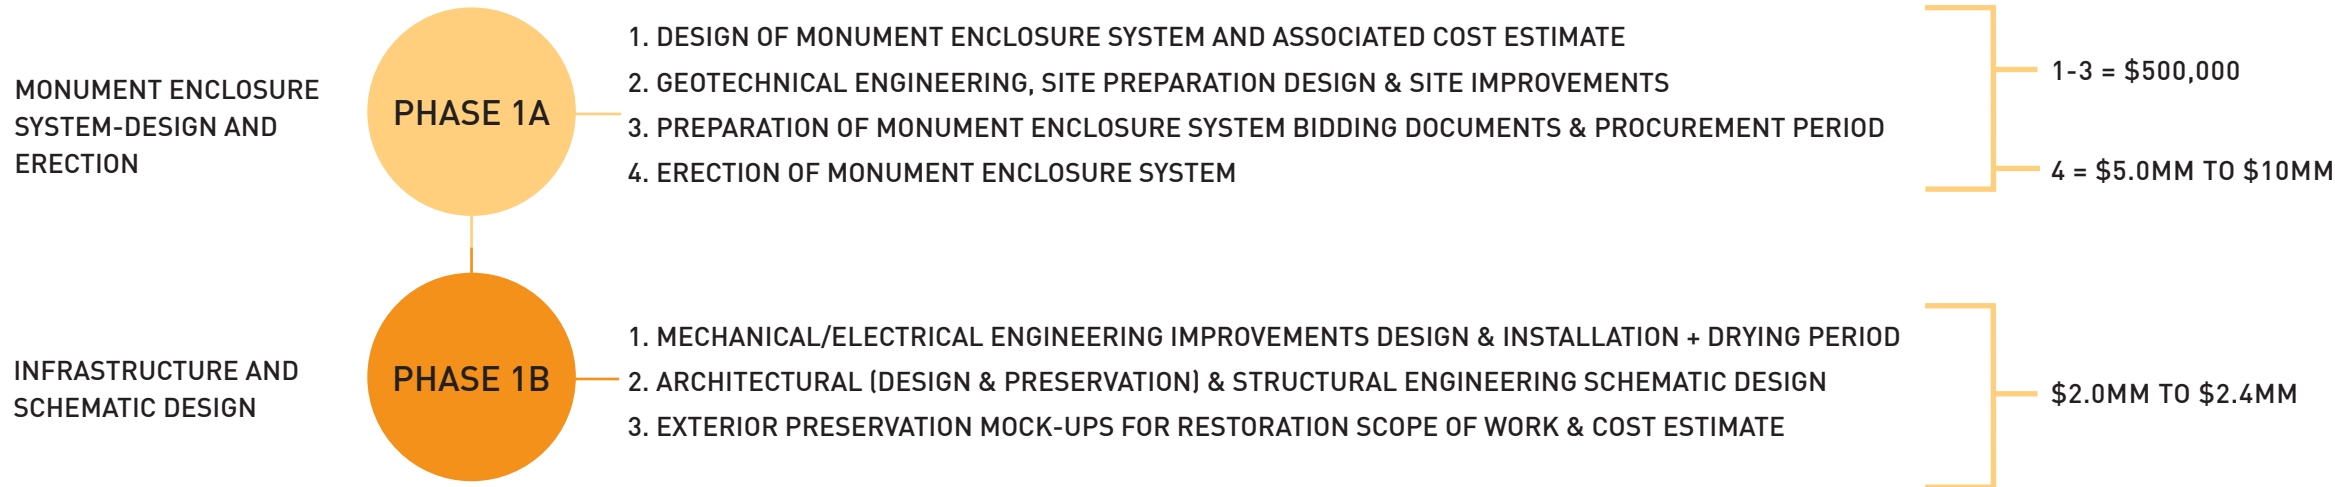 MONUMENT ENCLOSURE
SYSTEM-DESIGN AND
ERECTION
PHASE 1A
1. DESIGN OF MONUMENT ENCLOSURE SYSTEM AND ASSOCIATED COST ESTIMATE
2. GEOTECHNICAL ENGINEERING, SITE PREPARATION DESIGN & SITE IMPROVEMENTS
3. PREPARATION OF MONUMENT ENCLOSURE SYSTEM BIDDING DOCUMENTS & PROCUREMENT PERIOD
4. ERECTION OF MONUMENT ENCLOSURE SYSTEM
1-3 = $500,000
4 = $5.0MM TO $10MM
INFRASTRUCTURE AND
SCHEMATIC DESIGN
PHASE 1B
1. MECHANICAL/ELECTRICAL ENGINEERING IMPROVEMENTS DESIGN & INSTALLATION + DRYING PERIOD
2. ARCHITECTURAL (DESIGN & PRESERVATION) & STRUCTURAL ENGINEERING SCHEMATIC DESIGN
3. EXTERIOR PRESERVATION MOCK-UPS FOR RESTORATION SCOPE OF WORK & COST ESTIMATE
$2.0MM TO $2.4MM